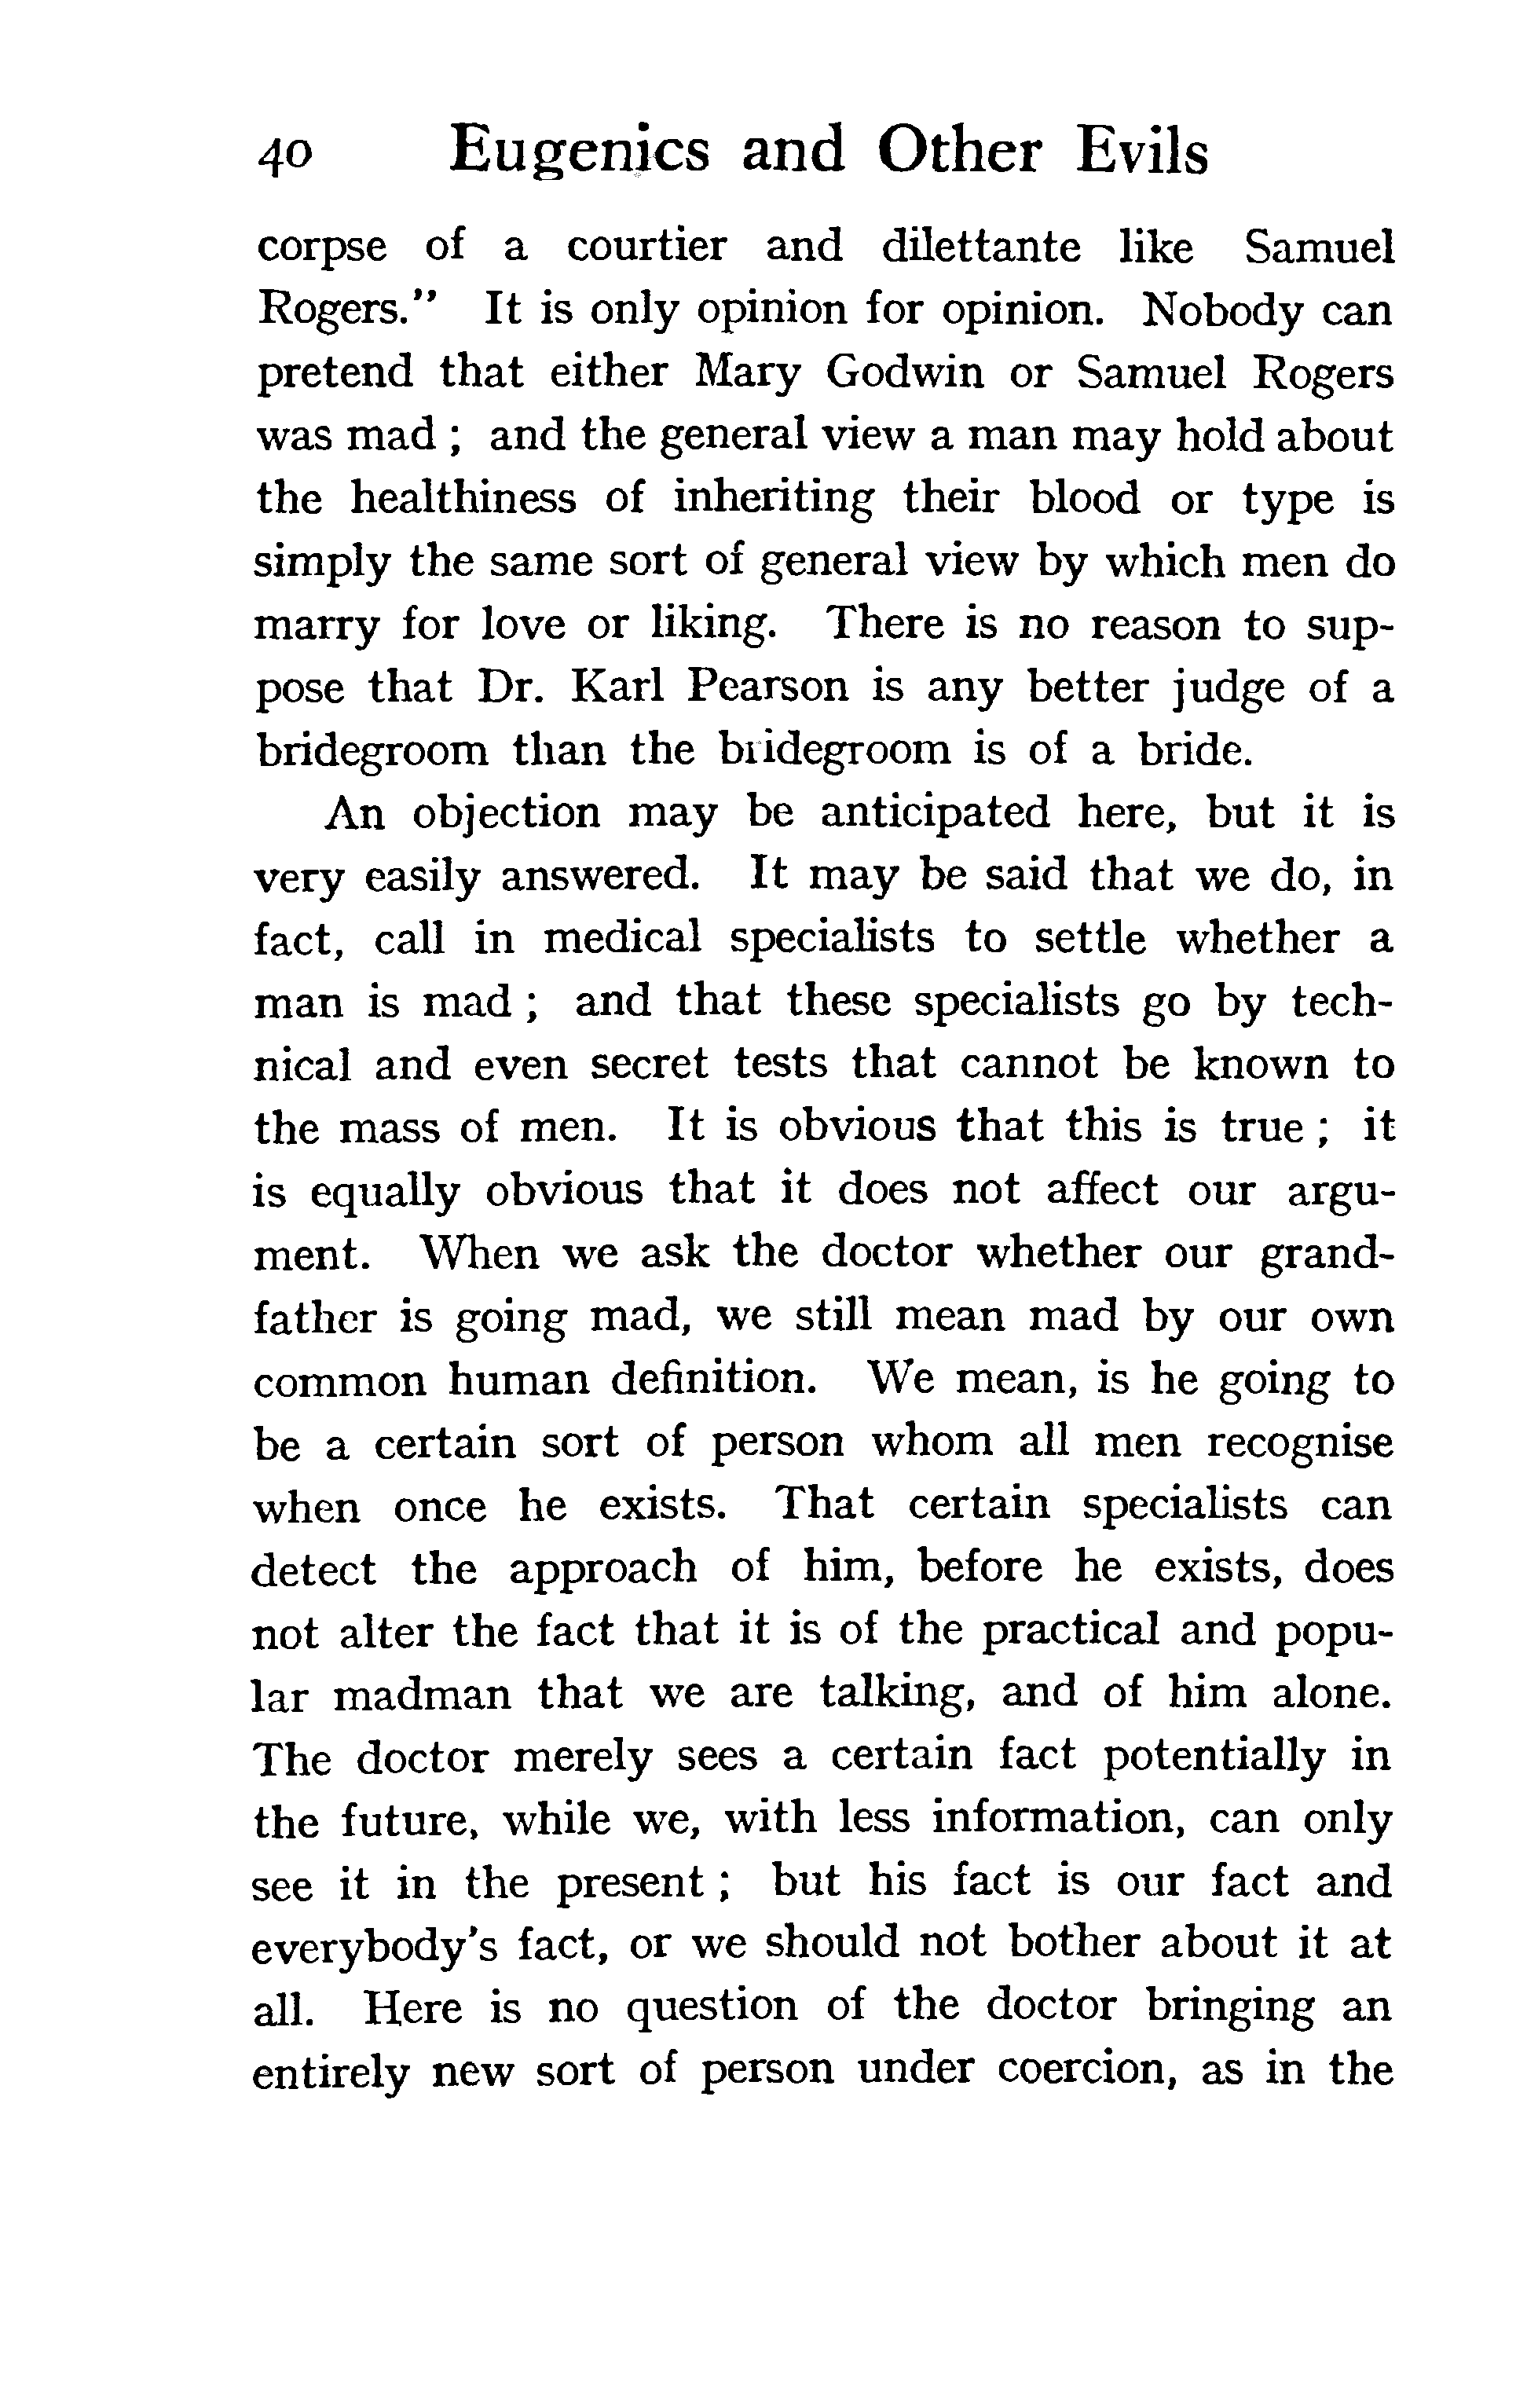 40 Eugenics and Other Evils
corpse of a courtier and dilettante like Samuel
Rogers." It is only opinion for opinion. Nobody can
pretend that either Mary Godwin or Samuel Rogers
was mad ; and the general view a man may hold about
the healthiness of inheriting their blood or type is
simply the same sort of general view by which men do
marry for love or liking. There is no reason to sup-
pose that Dr. Karl Pearson is any better judge of a
bridegroom than the bridegroom is of a bride.
An objection may be anticipated here, but it is
very easily answered. It may be said that we do, in
fact, call in medical specialists to settle whether a
man is mad ; and that these specialists go by tech-
nical and even secret tests that cannot be known to
the mass of men. It is obvious that this is true ; it
is equally obvious that it does not affect our argu-
ment. When we ask the doctor whether our grand-
father is going mad, we still mean mad by our own
common human definition. We mean, is he going to
be a certain sort of person whom all men recognise
when once he exists. That certain specialists can
detect the approach of him, before he exists, does
not alter the fact that it is of the practical and popu-
lar madman that we are talking, and of him alone.
The doctor merely sees a certain fact potentially in
the future, while we, with less information, can only
see it in the present ; but his fact is our fact and
everybody's fact, or we should not bother about it at
all. Here is no question of the doctor bringing an
entirely new sort of person under coercion, as in the